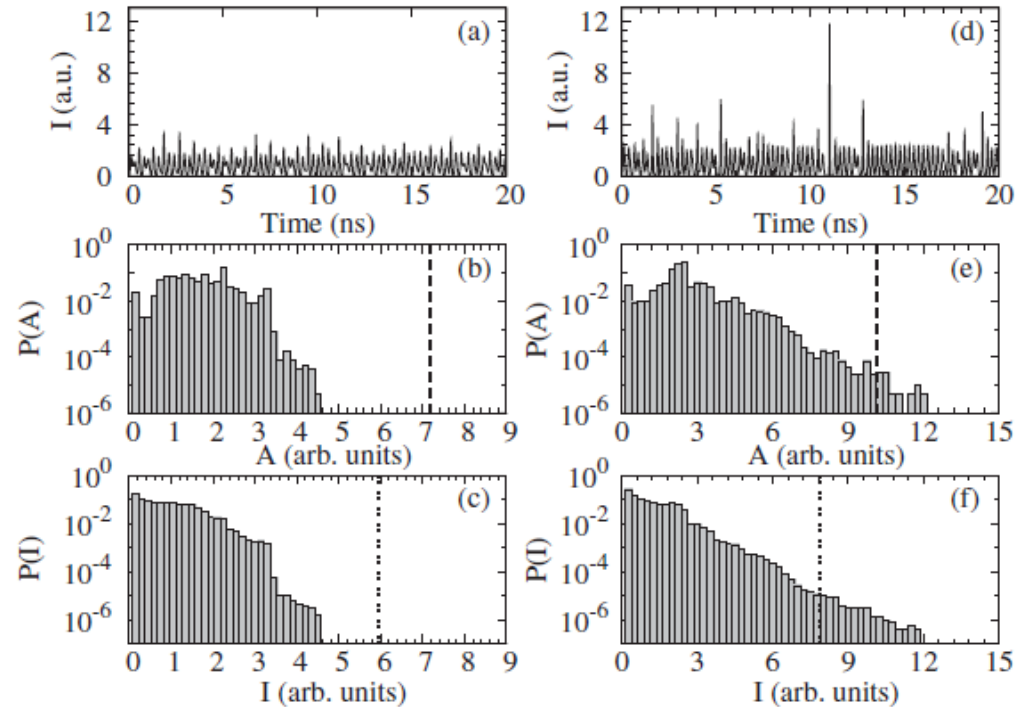 (a)
I (a.u.)
12
8
4
0
0 5 10 15 20
Time (ns)
(d)
I (a.u.)
12
8
4
0
0 5 10 15 20
Time (ns)
(b)
P(A)
10^0
10^-2
10^-4
10^-6
0 1 2 3 4 5 6 7 8 9
A (arb. units)
(e)
P(A)
10^0
10^-2
10^-4
10^-6
0 3 6 9 12 15
A (arb. units)
(c)
P(I)
10^0
10^-2
10^-4
10^-6
0 1 2 3 4 5 6 7 8 9
I (arb. units)
(f)
P(I)
10^0
10^-2
10^-4
10^-6
0 3 6 9 12 15
I (arb. units)